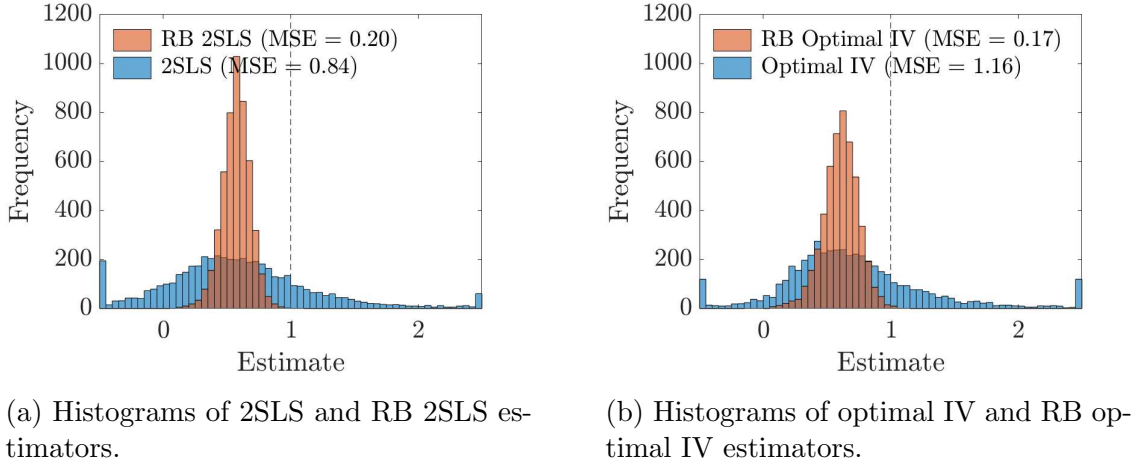 1200
1000
800
600
400
200
0
Frequency
RB 2SLS (MSE = 0.20)
2SLS (MSE = 0.84)
0 1 2
Estimate
(a) Histograms of 2SLS and RB 2SLS es-
timators.
1200
1000
800
600
400
200
0
Frequency
RB Optimal IV (MSE = 0.17)
Optimal IV (MSE = 1.16)
0 1 2
Estimate
(b) Histograms of optimal IV and RB op-
timal IV estimators.